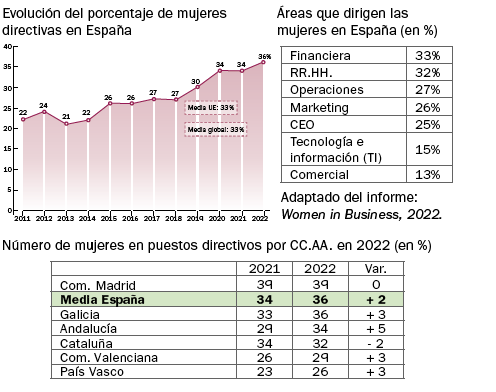 Evolución del porcentaje de mujeres
directivas en España
40
35
30
25
20
15
10
5
0
22
24
21
22
26
26
27
27
30
34
34
36%
Media UE: 33%
Media global: 33%
2011 2012 2013 2014 2015 2016 2017 2018 2019 2020 2021 2022
Áreas que dirigen las
mujeres en España (en %)
Financiera 33%
RR.HH. 32%
Operaciones 27%
Marketing 26%
CEO 25%
Tecnología e
información (TI) 15%
Comercial 13%
Adaptado del informe:
Women in Business, 2022.
Número de mujeres en puestos directivos por CC.AA. en 2022 (en %)
2021 2022 Var.
Com. Madrid 39 39 0
Media España 34 36 + 2
Galicia 33 36 + 3
Andalucía 29 34 + 5
Cataluña 34 32 - 2
Com. Valenciana 26 29 + 3
País Vasco 23 26 + 3